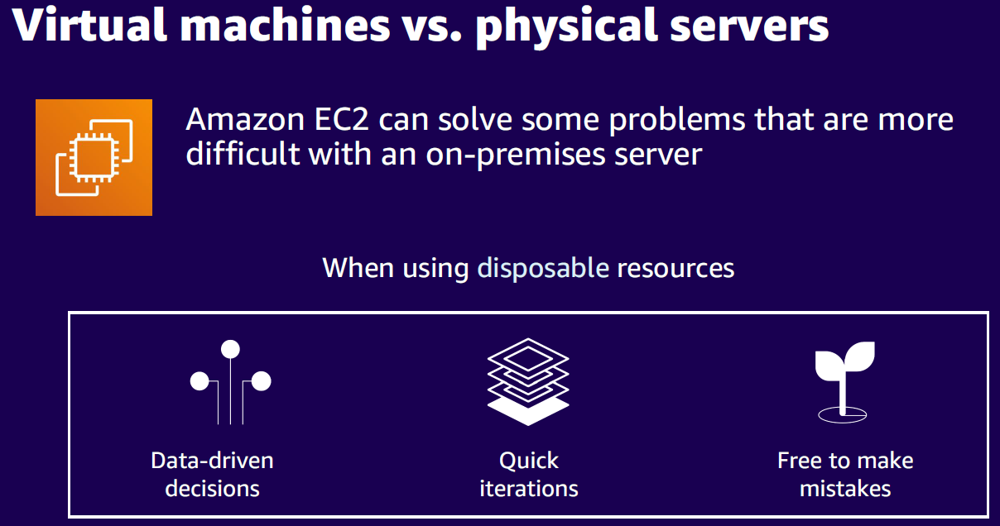 Virtual machines vs. physical servers
Amazon EC2 can solve some problems that are more
difficult with an on-premises server
When using disposable resources
Data-driven
decisions
Quick
iterations
Free to make
mistakes